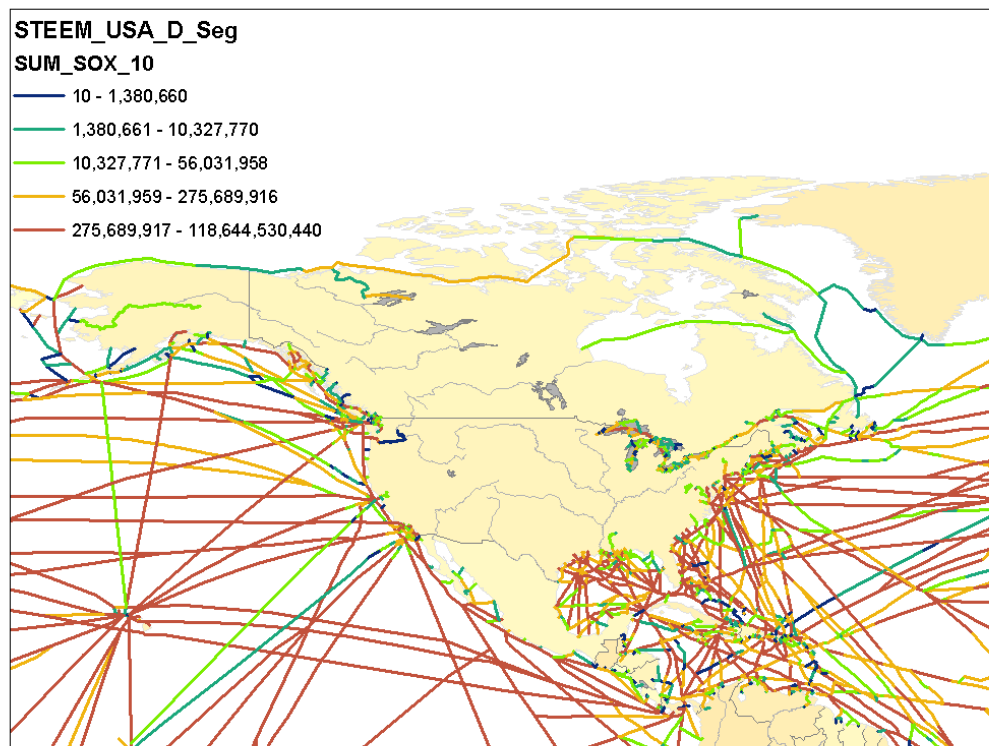 STEEM_USA_D_Seg
SUM_SOX_10
10 - 1,380,660
1,380,661 - 10,327,770
10,327,771 - 56,031,958
56,031,959 - 275,689,916
275,689,917 - 118,644,530,440